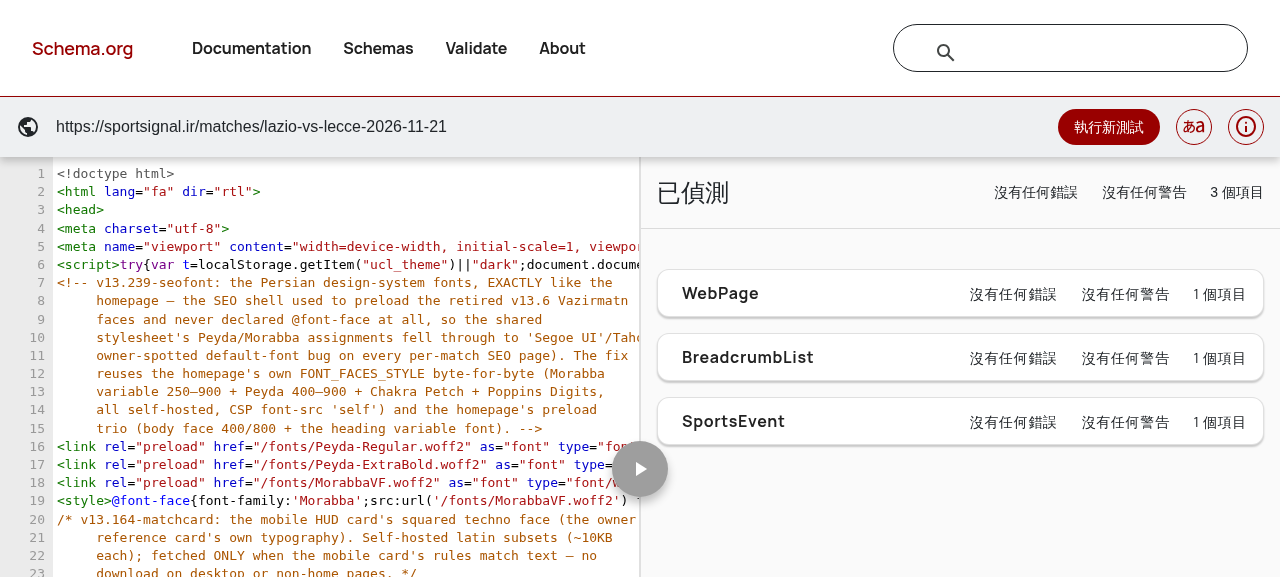 Schema.org
Documentation
Schemas
Validate
About
https://sportsignal.ir/matches/lazio-vs-lecce-2026-11-21
執行新測試
あa
1 <!doctype html>
2 <html lang="fa" dir="rtl">
3 <head>
4 <meta charset="utf-8">
5 <meta name="viewport" content="width=device-width, initial-scale=1, viewpor
6 <script>try{var t=localStorage.getItem("ucl_theme")||"dark";document.docume
7 <!-- v13.239-seofont: the Persian design-system fonts, EXACTLY like the
8 homepage — the SEO shell used to preload the retired v13.6 Vazirmatn
9 faces and never declared @font-face at all, so the shared
10 stylesheet's Peyda/Morabba assignments fell through to 'Segoe UI'/Taho
11 owner-spotted default-font bug on every per-match SEO page). The fix
12 reuses the homepage's own FONT_FACES_STYLE byte-for-byte (Morabba
13 variable 250–900 + Peyda 400–900 + Chakra Petch + Poppins Digits,
14 all self-hosted, CSP font-src 'self') and the homepage's preload
15 trio (body face 400/800 + the heading variable font). -->
16 <link rel="preload" href="/fonts/Peyda-Regular.woff2" as="font" type="fon
17 <link rel="preload" href="/fonts/Peyda-ExtraBold.woff2" as="font" type=
18 <link rel="preload" href="/fonts/MorabbaVF.woff2" as="font" type="font/w
19 <style>@font-face{font-family:'Morabba';src:url('/fonts/MorabbaVF.woff2')
20 /* v13.164-matchcard: the mobile HUD card's squared techno face (the owner
21 reference card's own typography). Self-hosted latin subsets (~10KB
22 each); fetched ONLY when the mobile card's rules match text — no
23 download on desktop or non-home pages. */
已偵測
沒有任何錯誤
沒有任何警告
3 個項目
WebPage 沒有任何錯誤 沒有任何警告 1 個項目
BreadcrumbList 沒有任何錯誤 沒有任何警告 1 個項目
SportsEvent 沒有任何錯誤 沒有任何警告 1 個項目